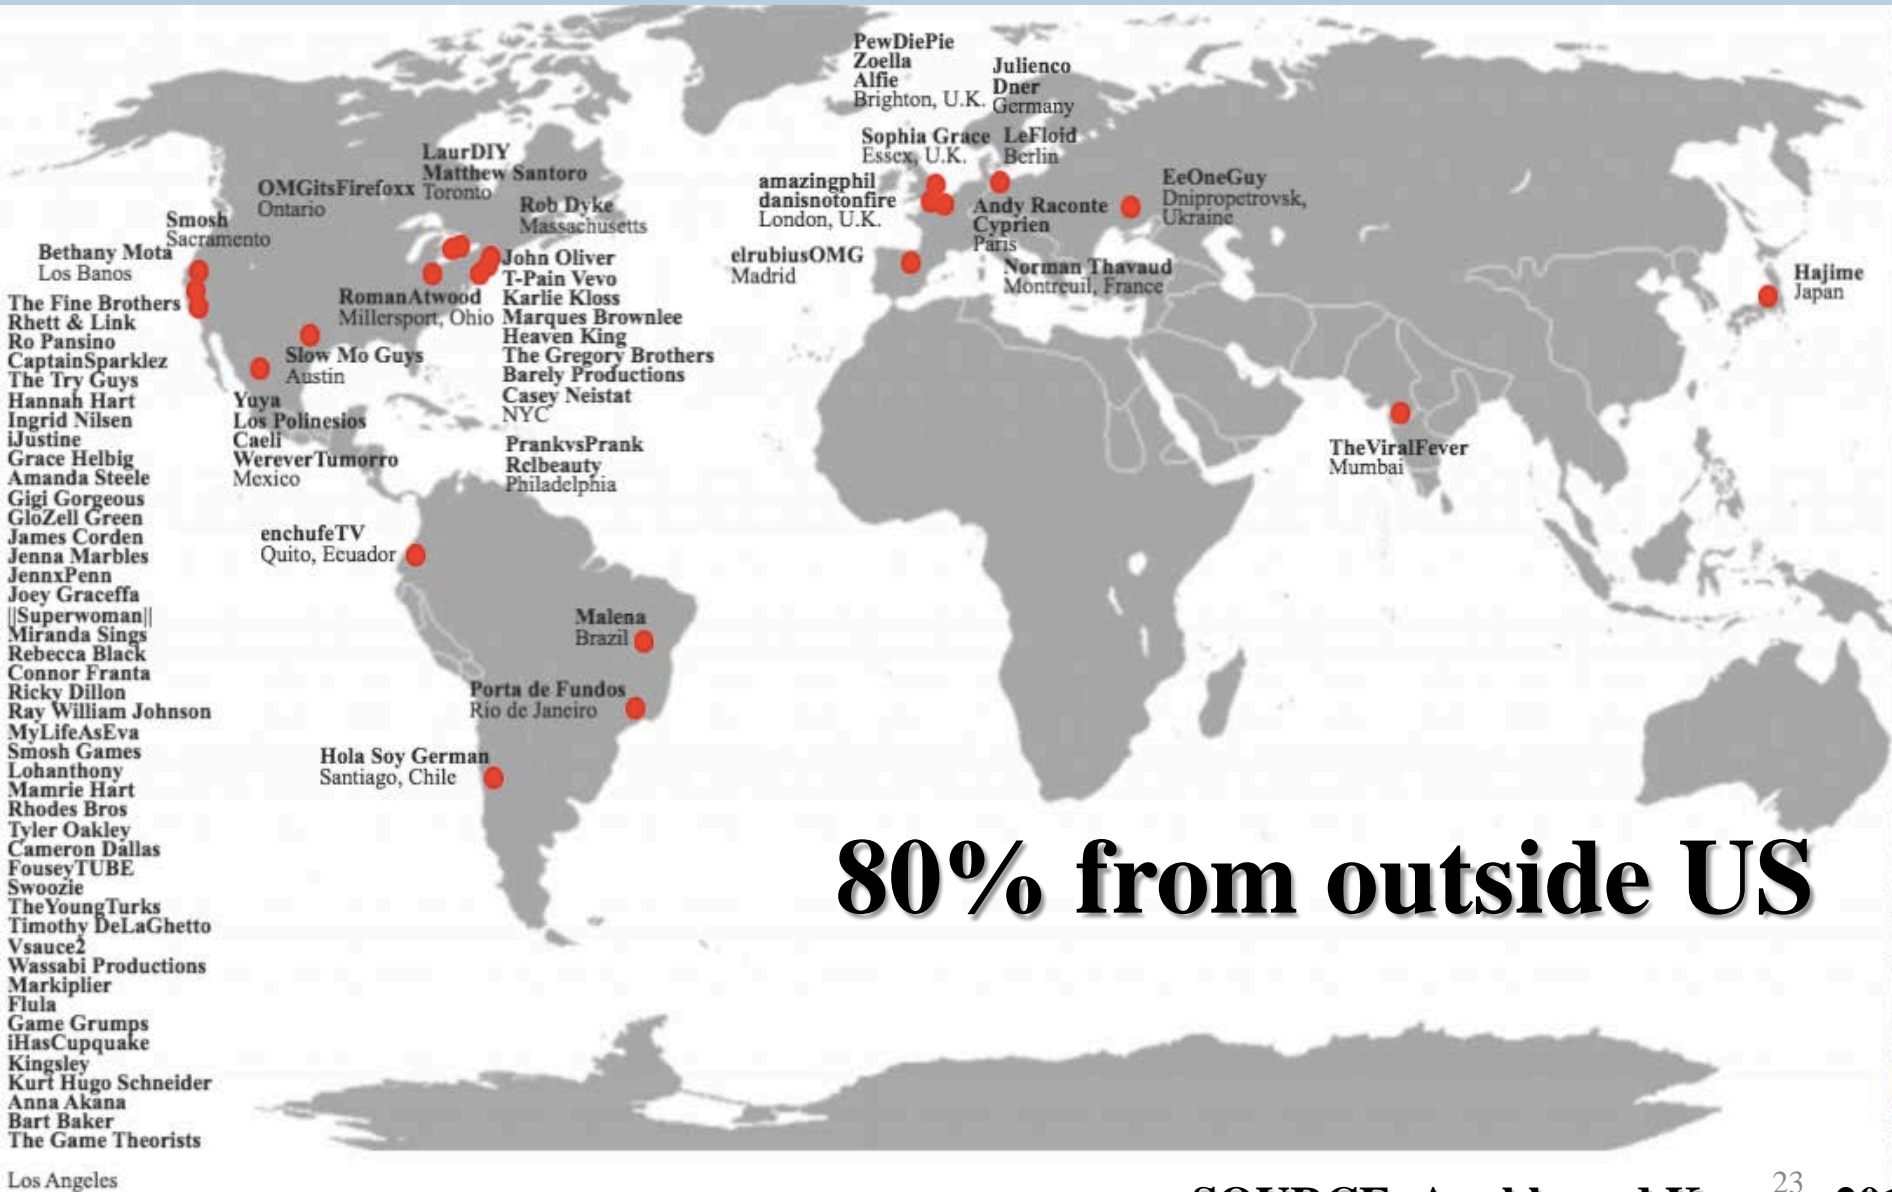 PewDiePie
Zoella
Alfie
Brighton, U.K.
Julienco
Dner
Germany
Sophia Grace
Essex, U.K.
LeFloid
Berlin
amazingphil
danisnotonfire
London, U.K.
Andy Raconte
Cyprien
Paris
EeOneGuy
Dnipropetrovsk,
Ukraine
elrubiusOMG
Madrid
Norman Thavaud
Montreuil, France
Hajime
Japan
TheViralFever
Mumbai
LaurDIY
Matthew Santoro
Toronto
OMGitsFirefoxx
Ontario
Rob Dyke
Massachusetts
Smosh
Sacramento
Bethany Mota
Los Banos
John Oliver
T-Pain Vevo
Karlie Kloss
Marques Brownlee
Heaven King
The Gregory Brothers
Barely Productions
Casey Neistat
NYC
RomanAtwood
Millersport, Ohio
Slow Mo Guys
Austin
Yuya
Los Polinesios
Caeli
WereverTumorro
Mexico
PrankvsPrank
Rclbeauty
Philadelphia
enchufeTV
Quito, Ecuador
Malena
Brazil
Porta de Fundos
Rio de Janeiro
Hola Soy German
Santiago, Chile
The Fine Brothers
Rhett & Link
Ro Pansino
CaptainSparklez
The Try Guys
Hannah Hart
Ingrid Nilsen
iJustine
Grace Helbig
Amanda Steele
Gigi Gorgeous
GloZell Green
James Corden
Jenna Marbles
JennxPenn
Joey Graceffa
||Superwoman||
Miranda Sings
Rebecca Black
Connor Franta
Ricky Dillon
Ray William Johnson
MyLifeAsEva
Smosh Games
Lohanthony
Mamrie Hart
Rhodes Bros
Tyler Oakley
Cameron Dallas
FouseyTUBE
Swoozie
TheYoungTurks
Timothy DeLaGhetto
Vsauce2
Wassabi Productions
Markiplier
Flula
Game Grumps
iHasCupquake
Kingsley
Kurt Hugo Schneider
Anna Akana
Bart Baker
The Game Theorists
Los Angeles
80% from outside US
23